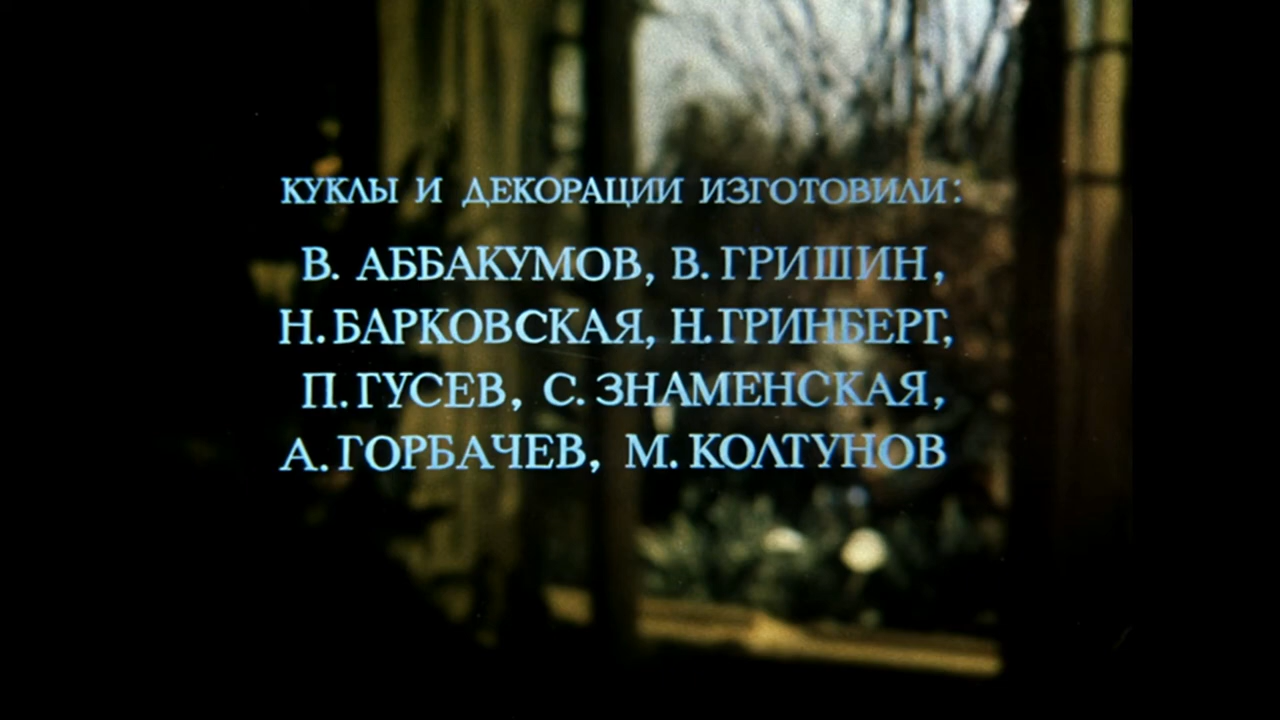 КУКЛЫ И ДЕКОРАЦИИ ИЗГОТОВИЛИ:
В. АББАКУМОВ, В. ГРИШИН,
Н. БАРКОВСКАЯ, Н. ГРИНБЕРГ,
П. ГУСЕВ, С. ЗНАМЕНСКАЯ,
А. ГОРБАЧЕВ, М. КОЛТУНОВ